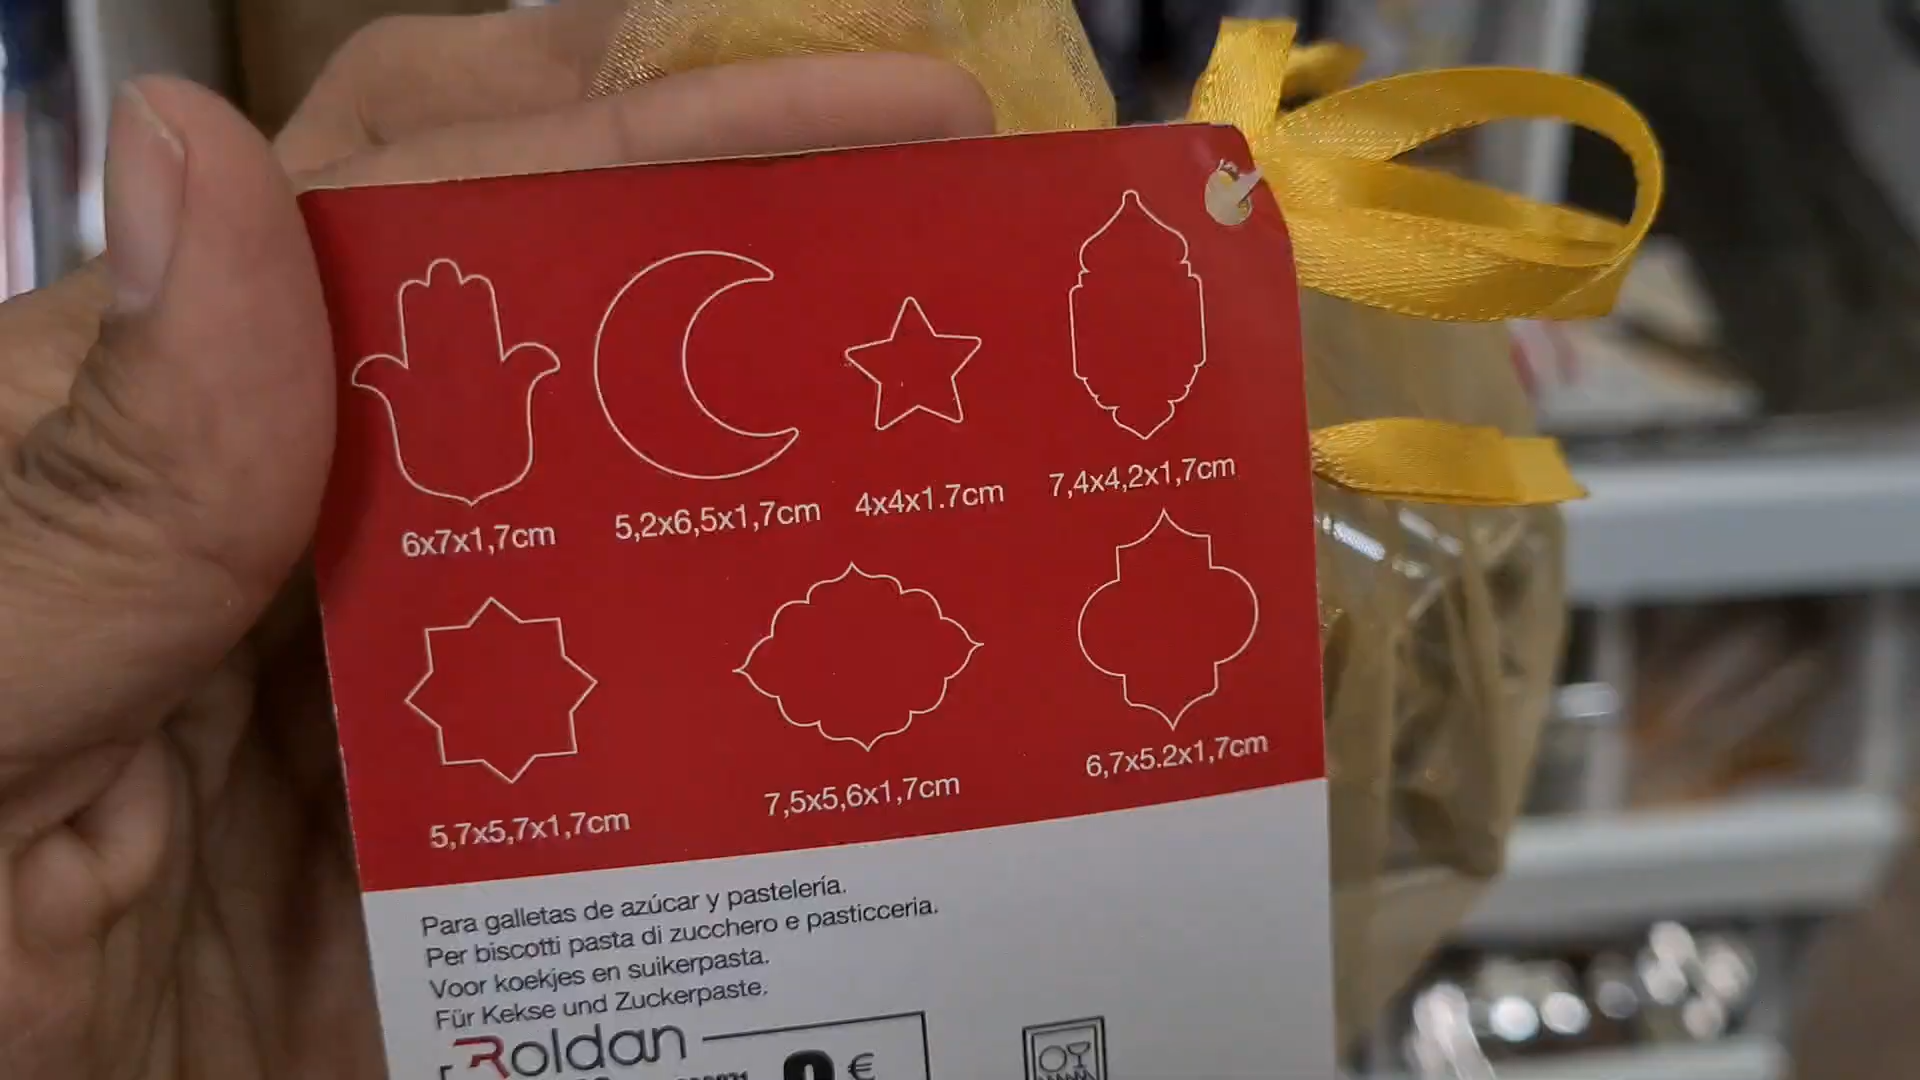 6x7x1,7cm
5,2x6,5x1,7cm
4x4x1.7cm
7,4x4,2x1,7cm
5,7x5,7x1,7cm
7,5x5,6x1,7cm
6,7x5.2x1,7cm
Para galletas de azúcar y pastelería.
Per biscotti pasta di zucchero e pasticceria.
Voor koekjes en suikerpasta.
Für Kekse und Zuckerpaste.
Roldan
€